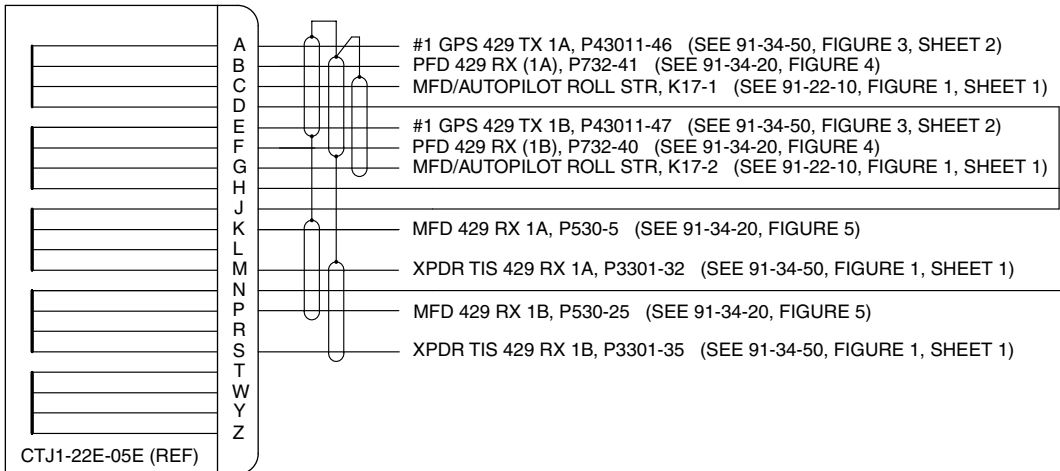 A #1 GPS 429 TX 1A, P43011-46 (SEE 91-34-50, FIGURE 3, SHEET 2)
B PFD 429 RX (1A), P732-41 (SEE 91-34-20, FIGURE 4)
C MFD/AUTOPILOT ROLL STR, K17-1 (SEE 91-22-10, FIGURE 1, SHEET 1)
D
E #1 GPS 429 TX 1B, P43011-47 (SEE 91-34-50, FIGURE 3, SHEET 2)
F PFD 429 RX (1B), P732-40 (SEE 91-34-20, FIGURE 4)
G MFD/AUTOPILOT ROLL STR, K17-2 (SEE 91-22-10, FIGURE 1, SHEET 1)
H
J
K MFD 429 RX 1A, P530-5 (SEE 91-34-20, FIGURE 5)
L
M XPDR TIS 429 RX 1A, P3301-32 (SEE 91-34-50, FIGURE 1, SHEET 1)
N
P MFD 429 RX 1B, P530-25 (SEE 91-34-20, FIGURE 5)
R
S XPDR TIS 429 RX 1B, P3301-35 (SEE 91-34-50, FIGURE 1, SHEET 1)
T
W
Y
Z
CTJ1-22E-05E (REF)